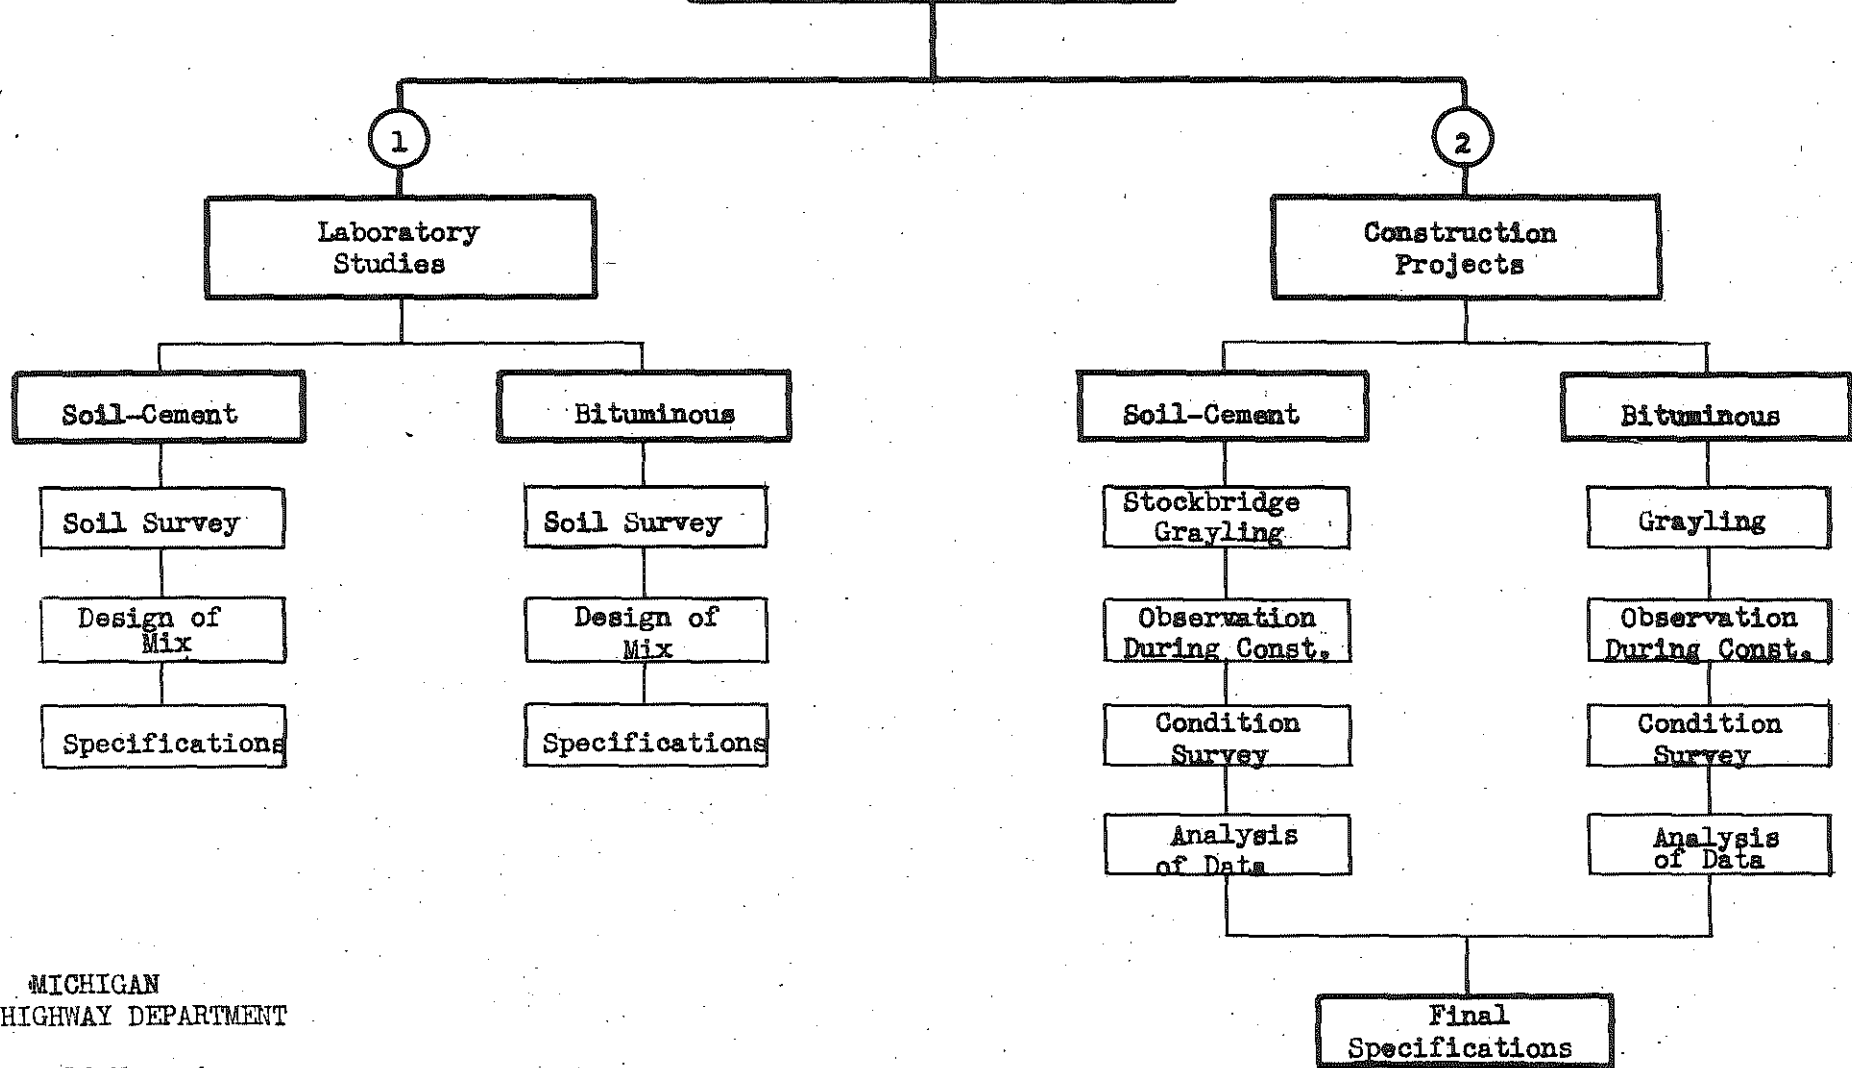 1
Laboratory
Studies
Soil-Cement
Soil Survey
Design of
Mix
Specifications
Bituminous
Soil Survey
Design of
Mix
Specifications
2
Construction
Projects
Soil-Cement
Stockbridge
Grayling
Observation
During Const.
Condition
Survey
Analysis
of Data
Bituminous
Grayling
Observation
During Const.
Condition
Survey
Analysis
of Data
Final
Specifications
MICHIGAN
HIGHWAY DEPARTMENT